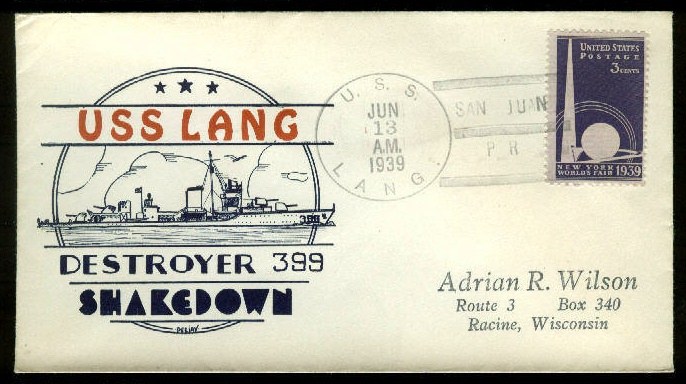 USS LANG
399
DESTROYER 399
SHAKEDOWN
U. S. S.
JUN
13
A.M.
1939
LANG.
SAN JUAN
P R
UNITED STATES
POSTAGE
3 CENTS
NEW YORK
WORLD'S FAIR 1939
Adrian R. Wilson
Route 3 Box 340
Racine, Wisconsin